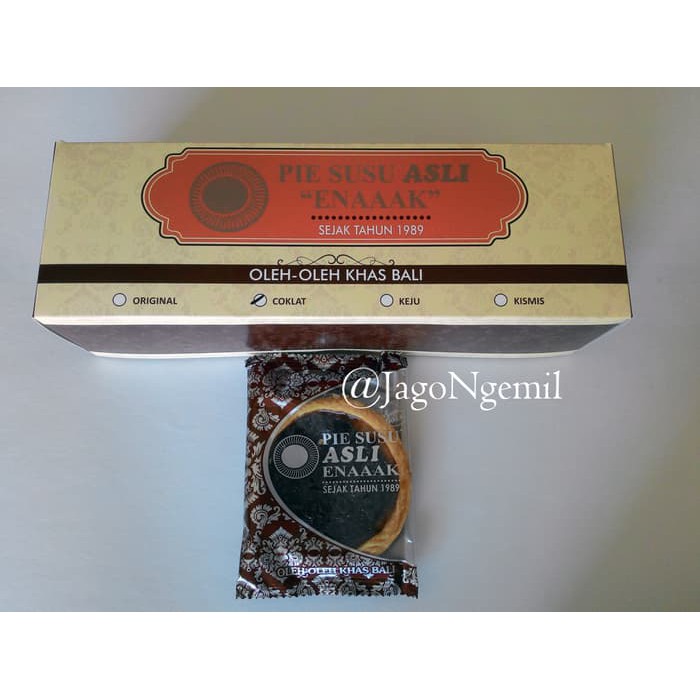 PIE SUSU ASLI
"ENAAAK"
SEJAK TAHUN 1989
OLEH-OLEH KHAS BALI
ORIGINAL COKLAT KEJU KISMIS
@JagoNgemil
PIE SUSU
ASLI
ENAAAK
SEJAK TAHUN 1989
OLEH-OLEH KHAS BALI